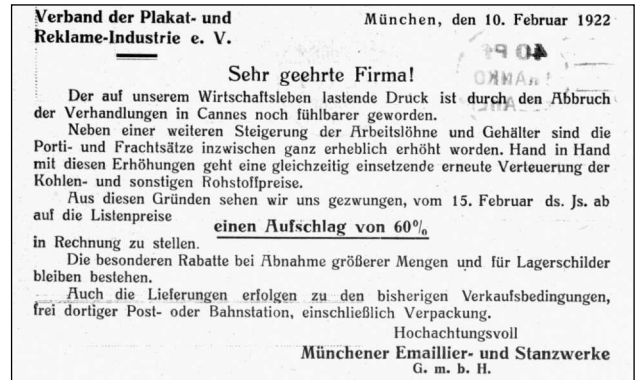 Verband der Plakat- und
Reklame-Industrie e. V.
München, den 10. Februar 1922
40 Pf
FRANKO
Sehr geehrte Firma!
Der auf unserem Wirtschaftsleben lastende Druck ist durch den Abbruch
der Verhandlungen in Cannes noch fühlbarer geworden.
Neben einer weiteren Steigerung der Arbeitslöhne und Gehälter sind die
Porti- und Frachtsätze inzwischen ganz erheblich erhöht worden. Hand in Hand
mit diesen Erhöhungen geht eine gleichzeitig einsetzende erneute Verteuerung der
Kohlen- und sonstigen Rohstoffpreise.
Aus diesen Gründen sehen wir uns gezwungen, vom 15. Februar ds. Js. ab
auf die Listenpreise
einen Aufschlag von 60%
in Rechnung zu stellen.
Die besonderen Rabatte bei Abnahme größerer Mengen und für Lagerschilder
bleiben bestehen.
Auch die Lieferungen erfolgen zu den bisherigen Verkaufsbedingungen,
frei dortiger Post- oder Bahnstation, einschließlich Verpackung.
Hochachtungsvoll
Münchener Emaillier- und Stanzwerke
G. m. b. H.